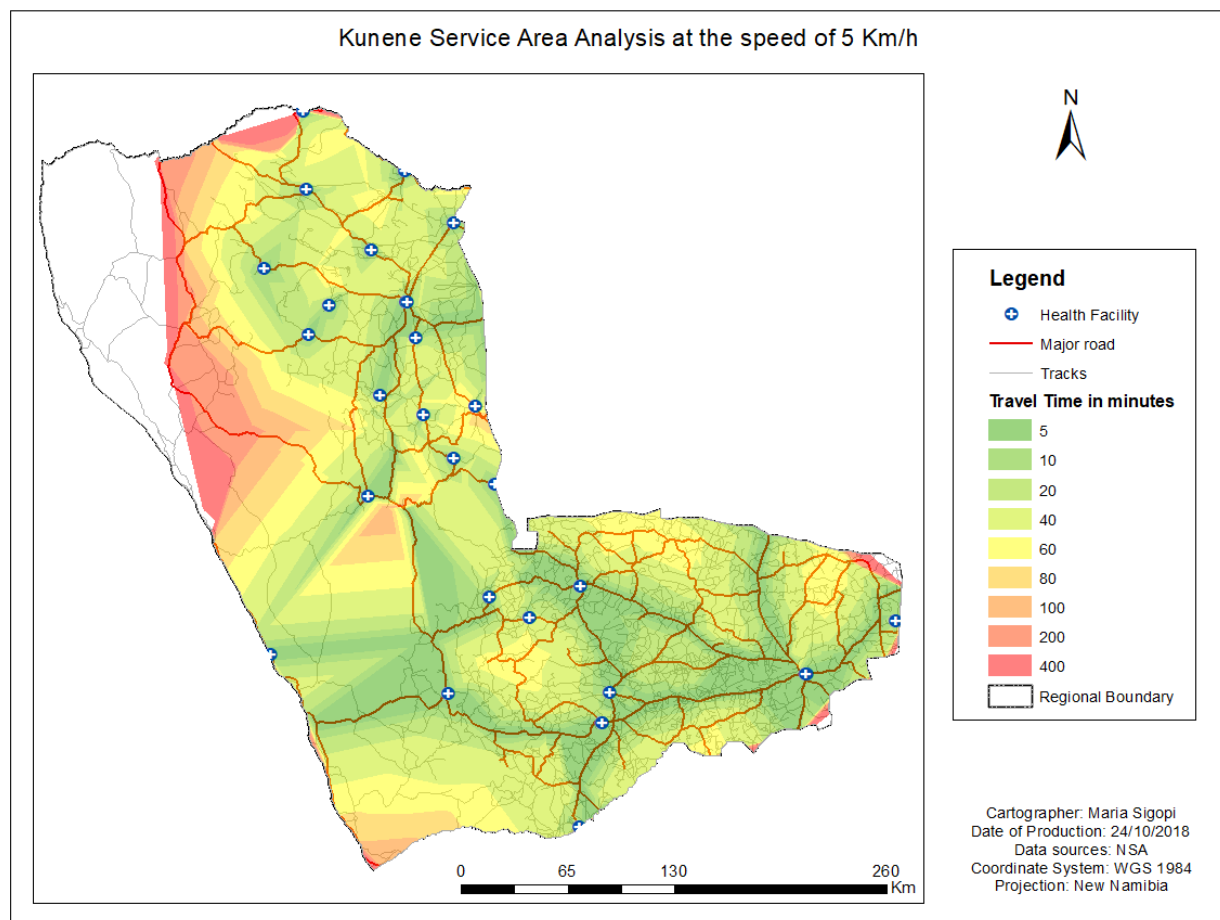 Kunene Service Area Analysis at the speed of 5 Km/h
N
Legend
Health Facility
Major road
Tracks
Travel Time in minutes
5
10
20
40
60
80
100
200
400
Regional Boundary
Cartographer: Maria Sigopi
Date of Production: 24/10/2018
Data sources: NSA
Coordinate System: WGS 1984
Projection: New Namibia
0 65 130 260
Km